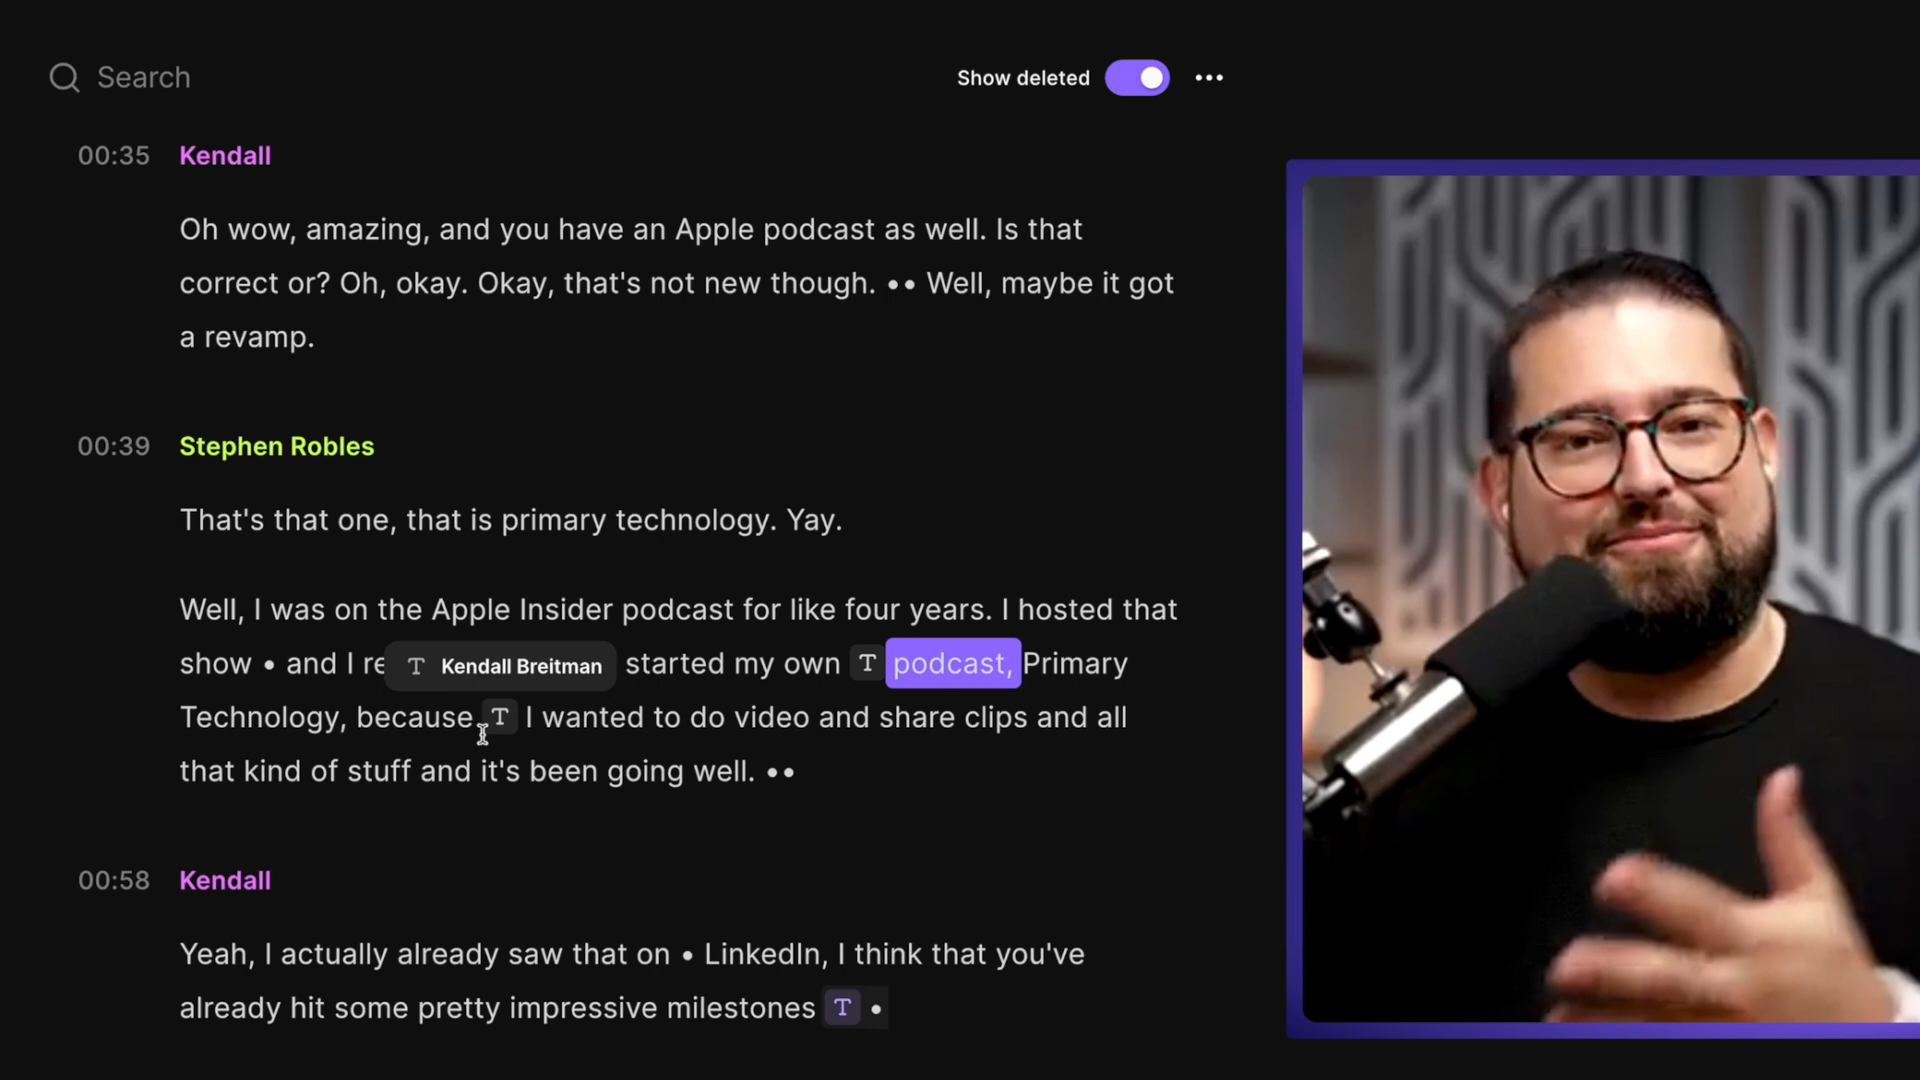 Search
Show deleted
00:35 Kendall
Oh wow, amazing, and you have an Apple podcast as well. Is that
correct or? Oh, okay. Okay, that's not new though. •• Well, maybe it got
a revamp.
00:39 Stephen Robles
That's that one, that is primary technology. Yay.
Well, I was on the Apple Insider podcast for like four years. I hosted that
show • and I re T Kendall Breitman started my own T podcast, Primary
Technology, because T I wanted to do video and share clips and all
that kind of stuff and it's been going well. ••
00:58 Kendall
Yeah, I actually already saw that on • LinkedIn, I think that you've
already hit some pretty impressive milestones T •